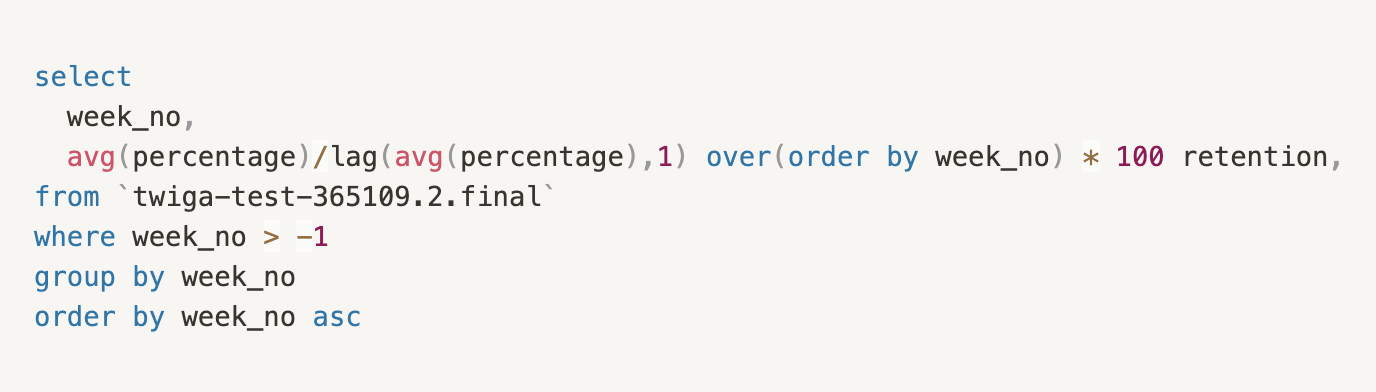 select
  week_no,
  avg(percentage)/lag(avg(percentage),1) over(order by week_no) * 100 retention,
from `twiga-test-365109.2.final`
where week_no > -1
group by week_no
order by week_no asc